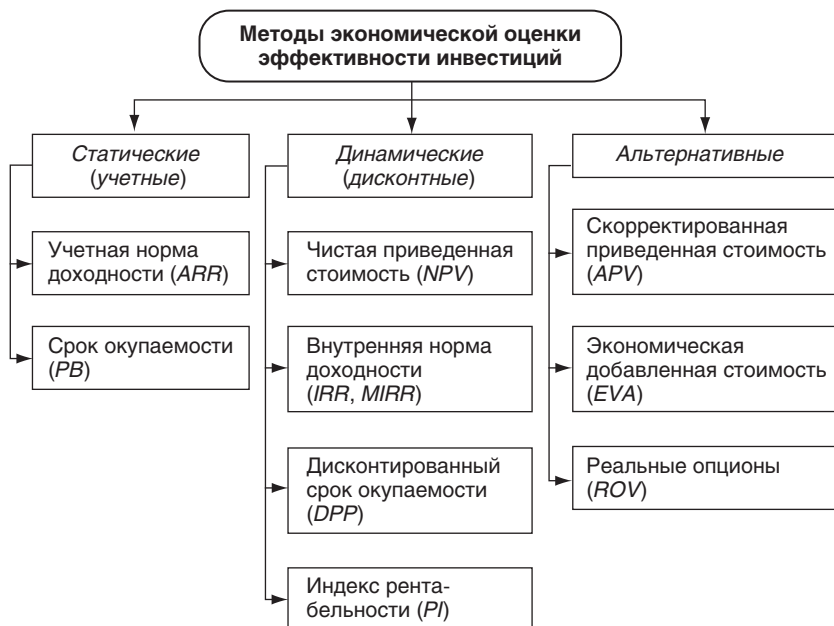 Методы экономической оценки
эффективности инвестиций
Статические
(учетные)
Учетная норма
доходности (ARR)
Срок окупаемости
(PB)
Динамические
(дисконтные)
Чистая приведенная
стоимость (NPV)
Внутренняя норма
доходности
(IRR, MIRR)
Дисконтированный
срок окупаемости
(DPP)
Индекс рента-
бельности (PI)
Альтернативные
Скорректированная
приведенная стоимость
(APV)
Экономическая
добавленная стоимость
(EVA)
Реальные опционы
(ROV)